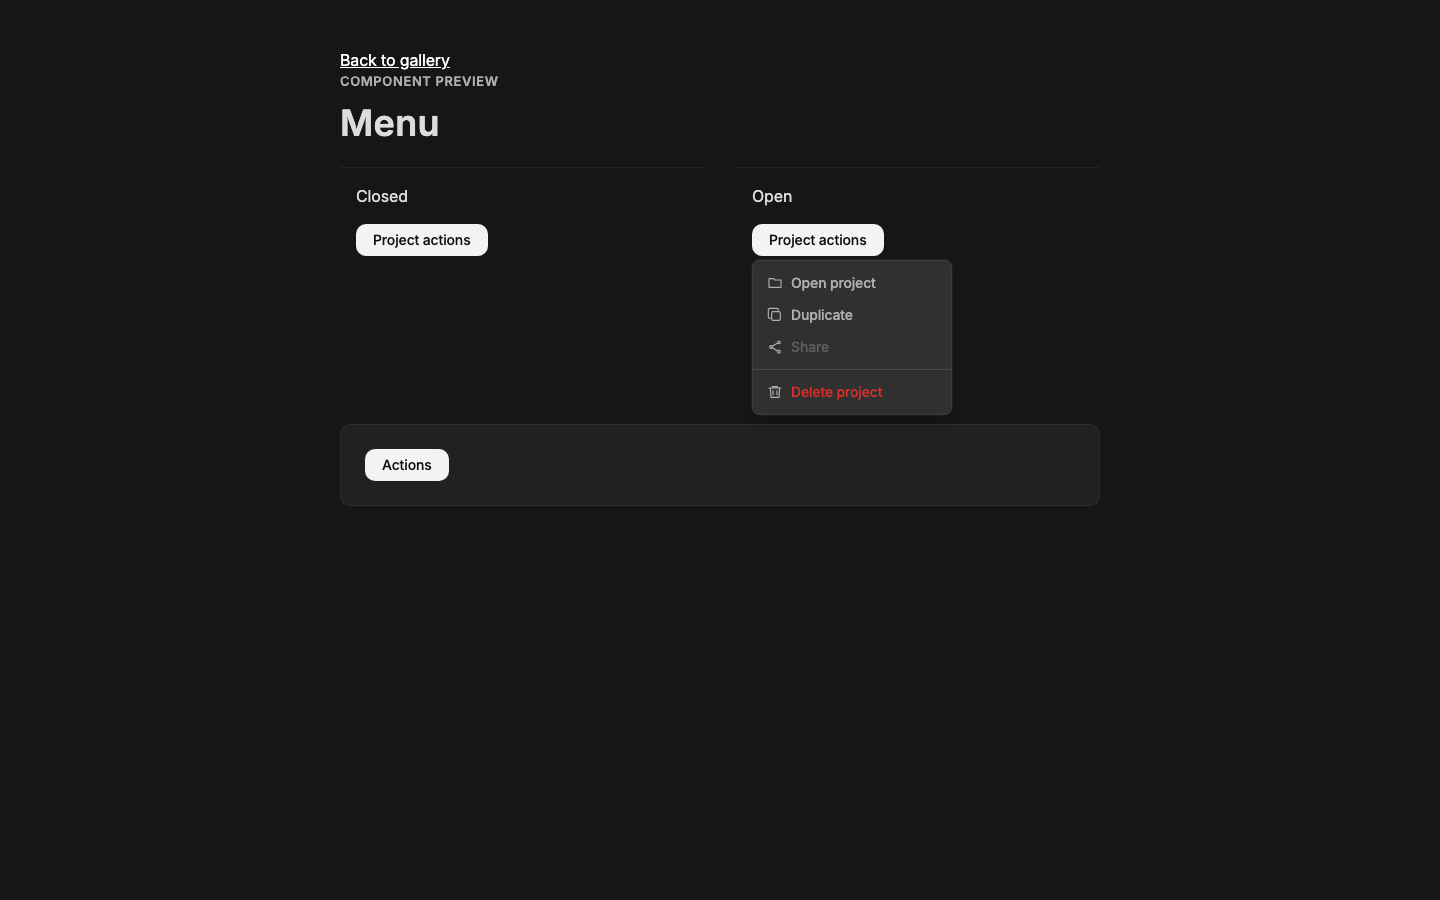 Back to gallery
COMPONENT PREVIEW
Menu
Closed
Project actions
Open
Project actions
Open project
Duplicate
Share
Delete project
Actions